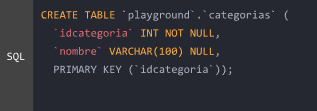 SQL
CREATE TABLE `playground`.`categorias` (
`idcategoria` INT NOT NULL,
`nombre` VARCHAR(100) NULL,
PRIMARY KEY (`idcategoria`));